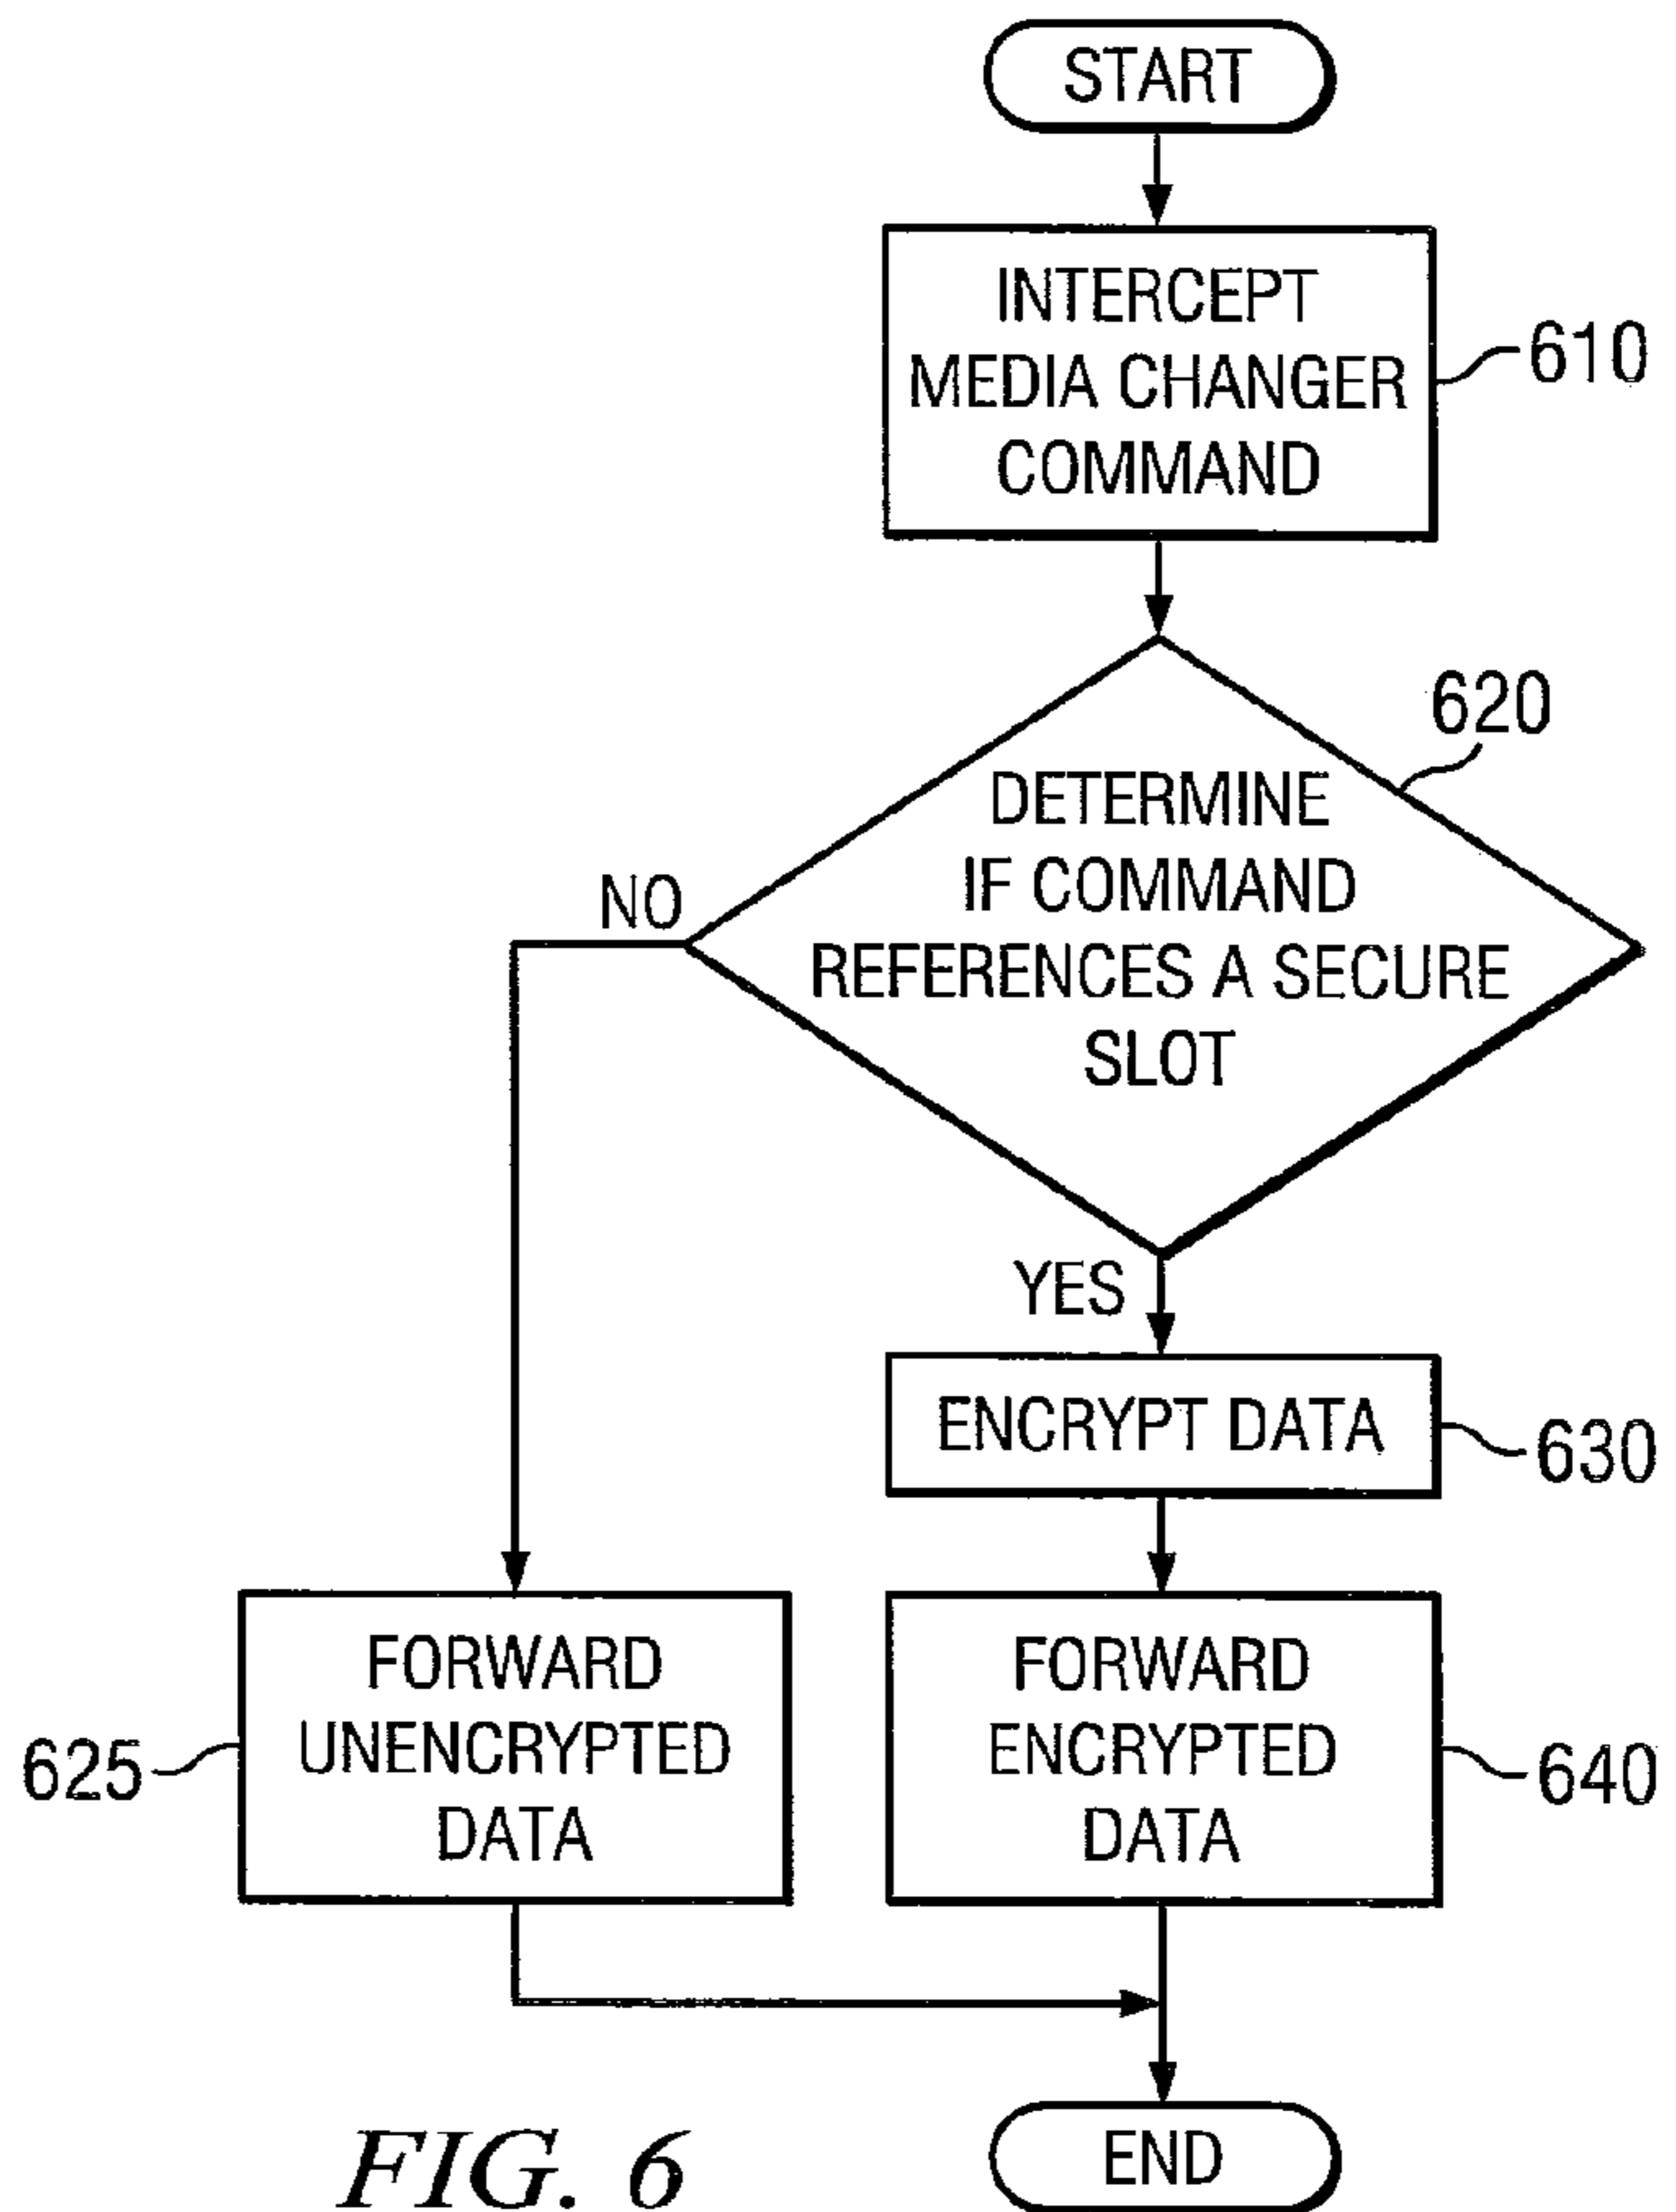 START
INTERCEPT
MEDIA CHANGER
COMMAND
610
620
DETERMINE
IF COMMAND
REFERENCES A SECURE
SLOT
NO
YES
ENCRYPT DATA
630
FORWARD
UNENCRYPTED
DATA
625
FORWARD
ENCRYPTED
DATA
640
END
FIG. 6